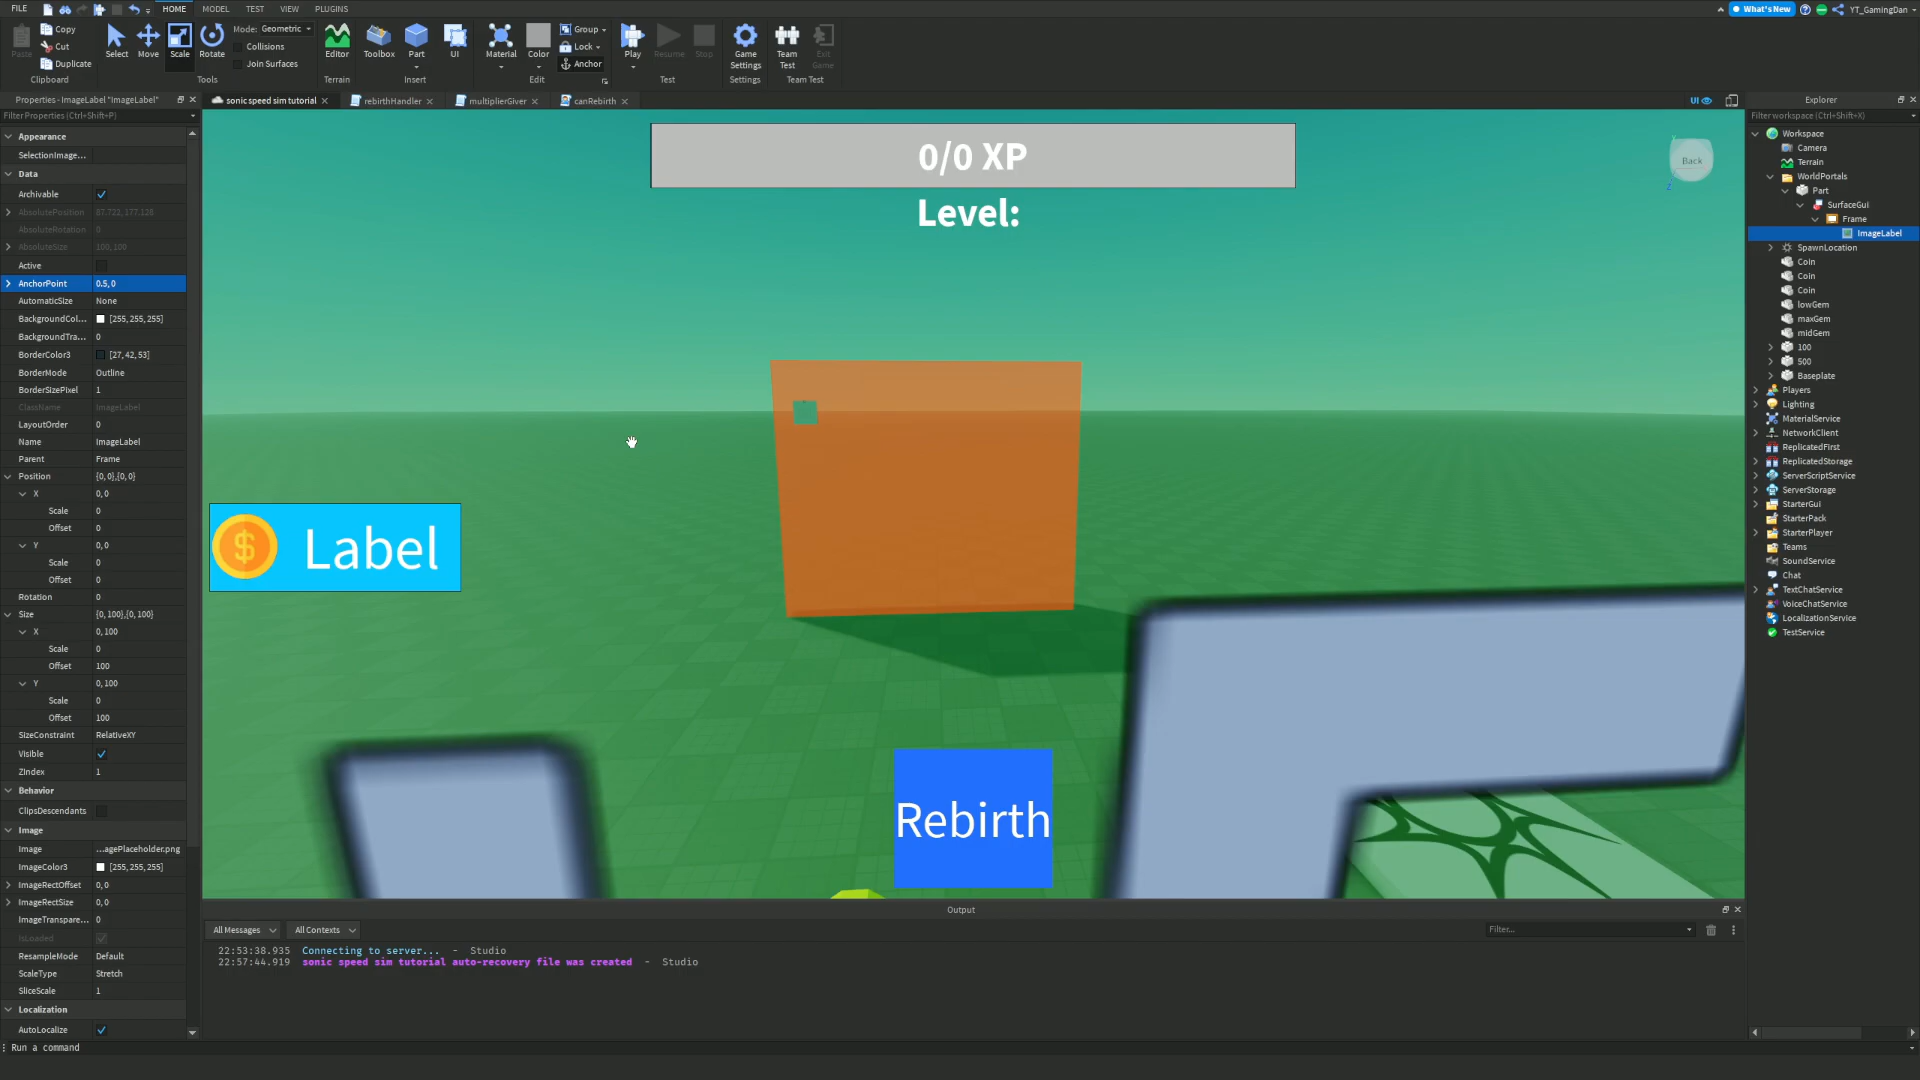 FILE HOME MODEL TEST VIEW PLUGINS What's New YT_GamingDan
Paste Copy Cut Duplicate Select Move Scale Rotate Mode: Geometric Collisions Join Surfaces Editor Toolbox Part UI Material Color Group Lock Anchor Play Resume Stop Game Settings Team Test Exit Game
Clipboard Tools Terrain Insert Edit Test Settings Team Test
Properties - ImageLabel "ImageLabel"
Filter Properties (Ctrl+Shift+P)
Appearance
SelectionImage...
Data
Archivable
AbsolutePosition 87.722, 177.128
AbsoluteRotation 0
AbsoluteSize 100, 100
Active
AnchorPoint 0.5, 0
AutomaticSize None
BackgroundCol... [255, 255, 255]
BackgroundTra... 0
BorderColor3 [27, 42, 53]
BorderMode Outline
BorderSizePixel 1
ClassName ImageLabel
LayoutOrder 0
Name ImageLabel
Parent Frame
Position {0, 0},{0, 0}
X 0, 0
Scale 0
Offset 0
Y 0, 0
Scale 0
Offset 0
Rotation 0
Size {0, 100},{0, 100}
X 0, 100
Scale 0
Offset 100
Y 0, 100
Scale 0
Offset 100
SizeConstraint RelativeXY
Visible
ZIndex 1
Behavior
ClipsDescendants
Image
Image ...agePlaceholder.png
ImageColor3 [255, 255, 255]
ImageRectOffset 0, 0
ImageRectSize 0, 0
ImageTranspare... 0
IsLoaded
ResampleMode Default
ScaleType Stretch
SliceScale 1
Localization
AutoLocalize
Run a command
sonic speed sim tutorial rebirthHandler multiplierGiver canRebirth UI
0/0 XP
Level:
Back
$ Label
Rebirth
Output
All Messages All Contexts Filter...
22:53:38.935 Connecting to server... - Studio
22:57:44.919 sonic speed sim tutorial auto-recovery file was created - Studio
Explorer
Filter workspace (Ctrl+Shift+X)
Workspace
Camera
Terrain
WorldPortals
Part
SurfaceGui
Frame
ImageLabel
SpawnLocation
Coin
Coin
Coin
lowGem
maxGem
midGem
100
500
Baseplate
Players
Lighting
MaterialService
NetworkClient
ReplicatedFirst
ReplicatedStorage
ServerScriptService
ServerStorage
StarterGui
StarterPack
StarterPlayer
Teams
SoundService
Chat
TextChatService
VoiceChatService
LocalizationService
TestService